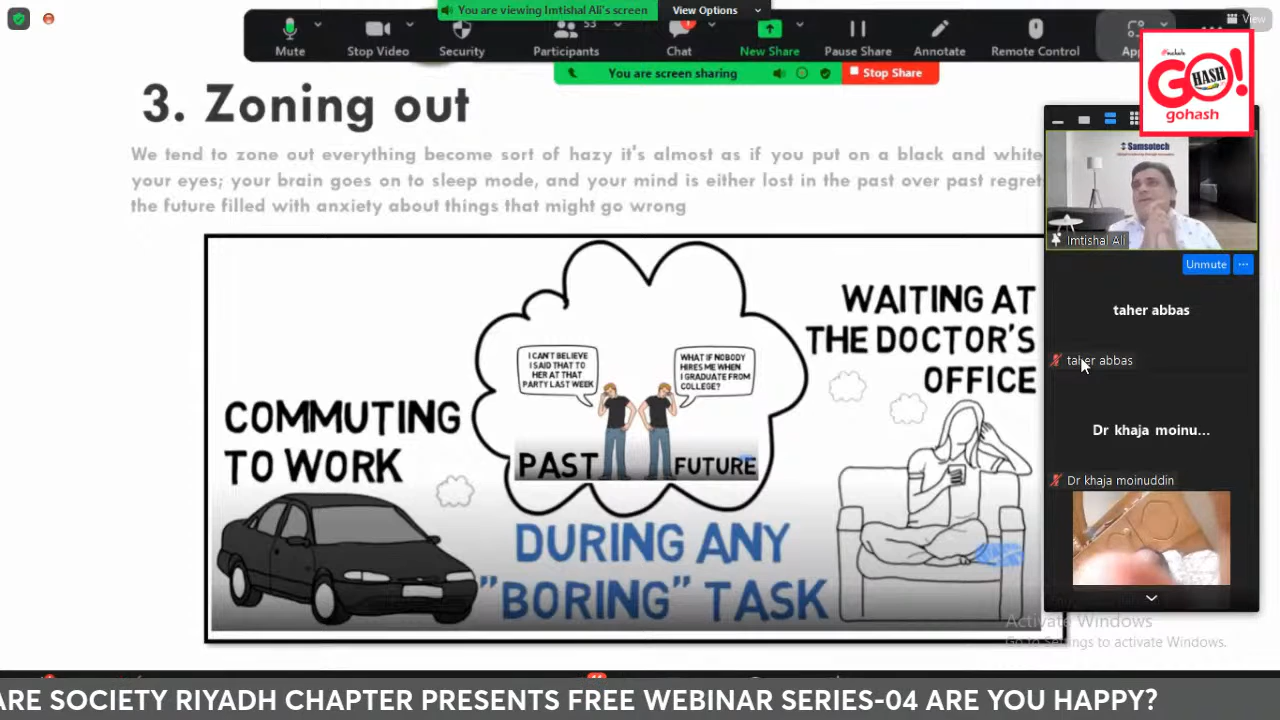 You are viewing Imtishal Ali's screen
View Options
View
Mute
Stop Video
Security
53
Participants
Chat
New Share
Pause Share
Annotate
Remote Control
You are screen sharing
Stop Share
GO!
HASH
gohash
3. Zoning out
We tend to zone out everything become sort of hazy it's almost as if you put on a black and white
your eyes; your brain goes on to sleep mode, and your mind is either lost in the past over past regret
the future filled with anxiety about things that might go wrong
Samsotech
Imtishal Ali
Unmute
taher abbas
taher abbas
Dr khaja moinu...
Dr khaja moinuddin
COMMUTING
TO WORK
I CAN'T BELIEVE
I SAID THAT TO
HER AT THAT
PARTY LAST WEEK
WHAT IF NOBODY
HIRES ME WHEN
I GRADUATE FROM
COLLEGE?
PAST
FUTURE
WAITING AT
THE DOCTOR'S
OFFICE
DURING ANY
"BORING" TASK
Activate Windows
Go to Settings to activate Windows.
ARE SOCIETY RIYADH CHAPTER PRESENTS FREE WEBINAR SERIES-04 ARE YOU HAPPY?